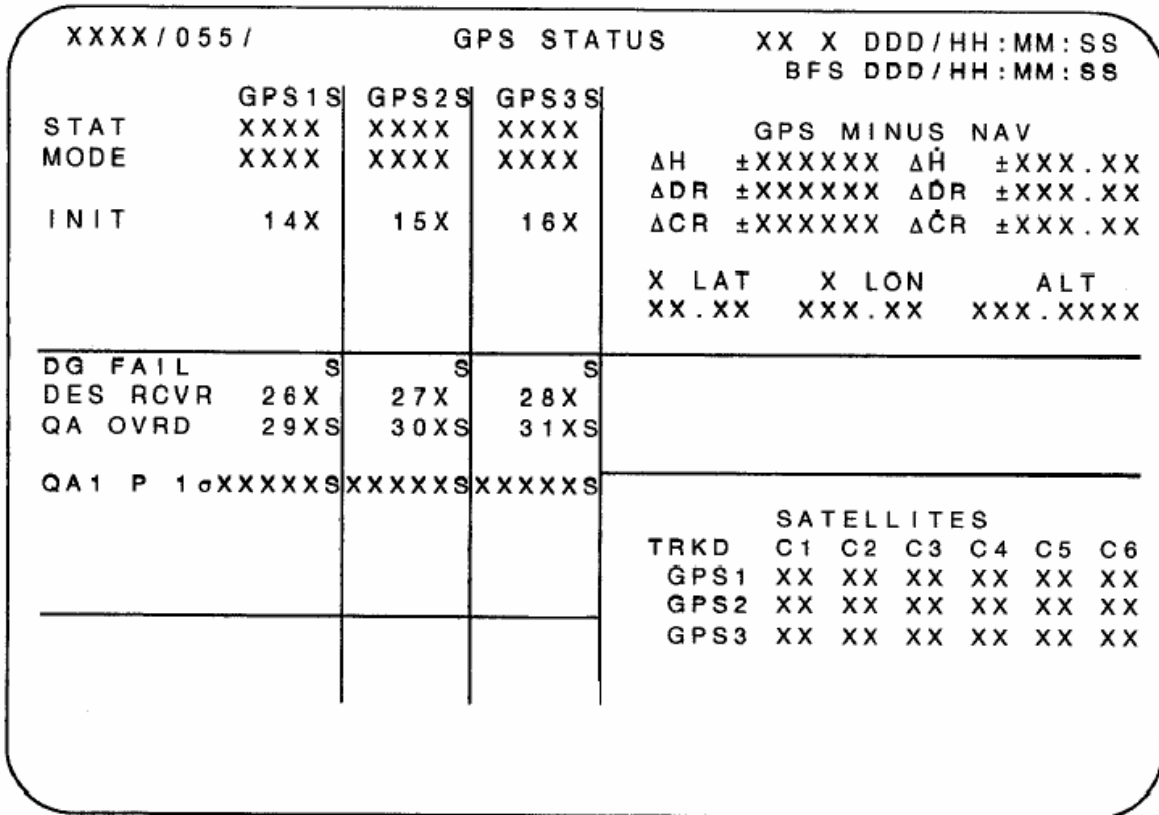 XXXX/055/ GPS STATUS XX X DDD/HH:MM:SS
BFS DDD/HH:MM:SS
GPS1S GPS2S GPS3S
STAT XXXX XXXX XXXX
MODE XXXX XXXX XXXX
INIT 14X 15X 16X
GPS MINUS NAV
ΔH ±XXXXXX ΔḢ ±XXX.XX
ΔDR ±XXXXXX ΔḊR ±XXX.XX
ΔCR ±XXXXXX ΔĊR ±XXX.XX
X LAT X LON ALT
XX.XX XXX.XX XXX.XXXX
DG FAIL S S S
DES RCVR 26X 27X 28X
QA OVRD 29XS 30XS 31XS
QA1 P 1σXXXXXS XXXXXS XXXXXS
SATELLITES
TRKD C1 C2 C3 C4 C5 C6
GPS1 XX XX XX XX XX XX
GPS2 XX XX XX XX XX XX
GPS3 XX XX XX XX XX XX